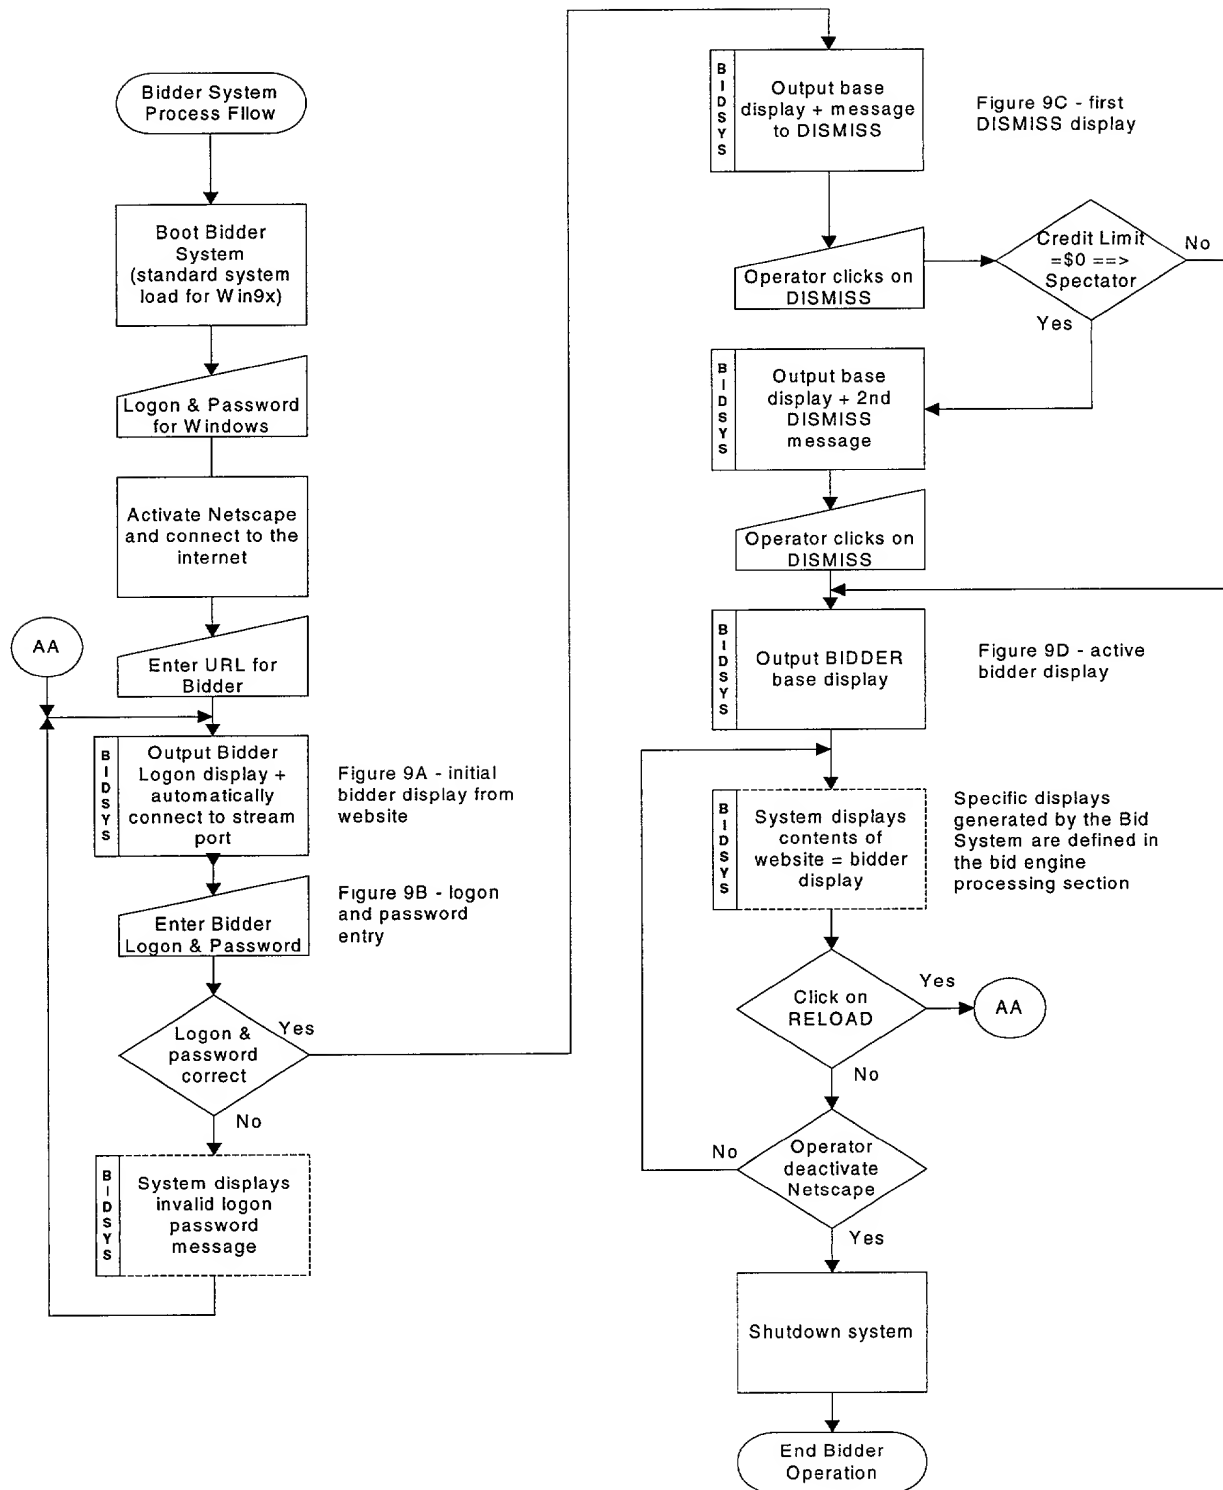 Bidder System
Process Fllow
Boot Bidder
System
(standard system
load for Win9x)
Logon & Password
for Windows
Activate Netscape
and connect to the
internet
AA
Enter URL for
Bidder
BIDSYS
Output Bidder
Logon display +
automatically
connect to stream
port
Figure 9A - initial
bidder display from
website
Enter Bidder
Logon & Password
Figure 9B - logon
and password
entry
Logon &
password
correct
Yes
No
BIDSYS
System displays
invalid logon
password
message
BIDSYS
Output base
display + message
to DISMISS
Figure 9C - first
DISMISS display
Operator clicks on
DISMISS
Credit Limit
=$0 ==>
Spectator
No
Yes
BIDSYS
Output base
display + 2nd
DISMISS
message
Operator clicks on
DISMISS
BIDSYS
Output BIDDER
base display
Figure 9D - active
bidder display
BIDSYS
System displays
contents of
website = bidder
display
Specific displays
generated by the Bid
System are defined in
the bid engine
processing section
Click on
RELOAD
Yes
AA
No
Operator
deactivate
Netscape
No
Yes
Shutdown system
End Bidder
Operation